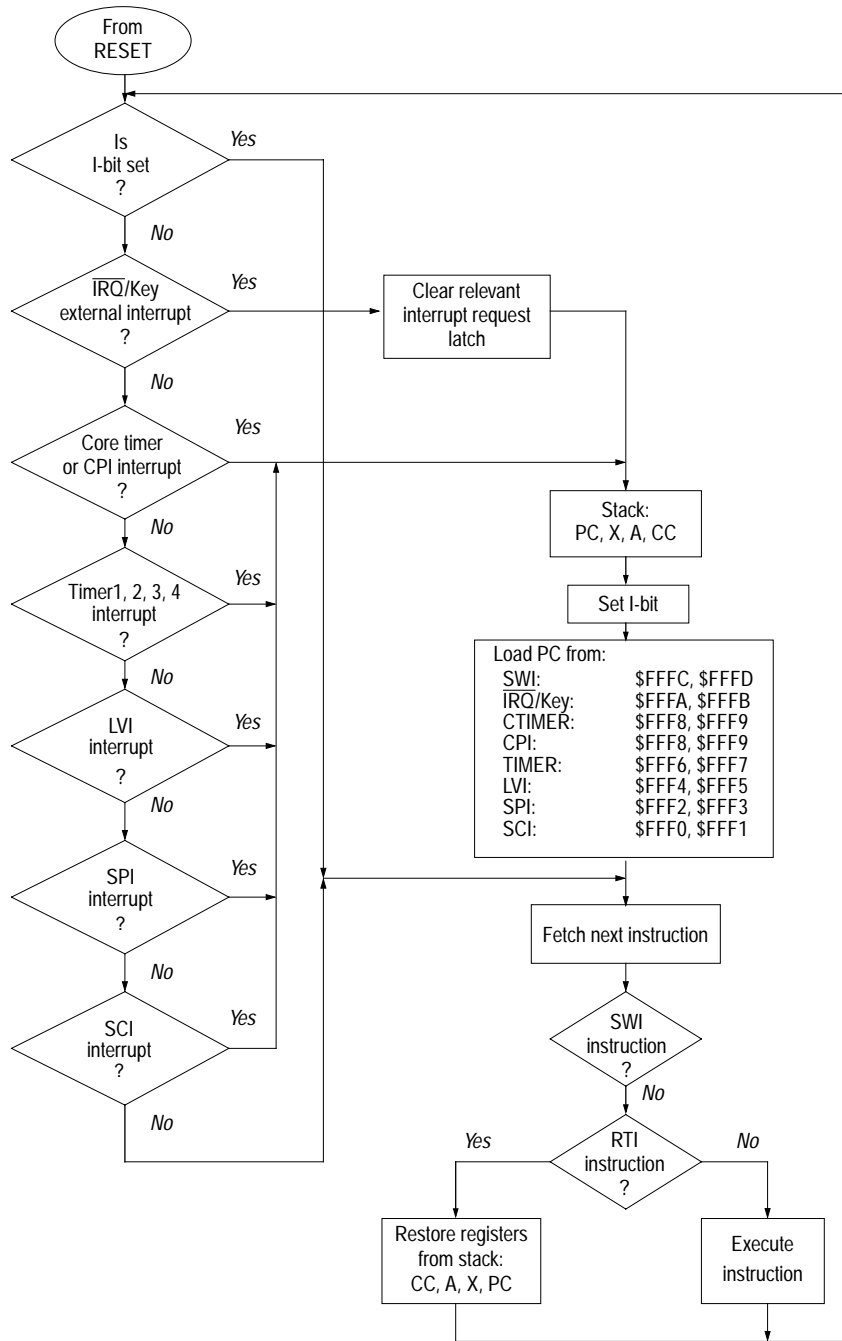 From
RESET
Is
I-bit set
?
Yes
No
IRQ/Key
external interrupt
?
Yes
No
Clear relevant
interrupt request
latch
Core timer
or CPI interrupt
?
Yes
No
Timer1, 2, 3, 4
interrupt
?
Yes
No
LVI
interrupt
?
Yes
No
SPI
interrupt
?
Yes
No
SCI
interrupt
?
Yes
No
Stack:
PC, X, A, CC
Set I-bit
Load PC from:
SWI: $FFFC, $FFFD
IRQ/Key: $FFFA, $FFFB
CTIMER: $FFF8, $FFF9
CPI: $FFF8, $FFF9
TIMER: $FFF6, $FFF7
LVI: $FFF4, $FFF5
SPI: $FFF2, $FFF3
SCI: $FFF0, $FFF1
Fetch next instruction
SWI
instruction
?
No
RTI
instruction
?
Yes
No
Restore registers
from stack:
CC, A, X, PC
Execute
instruction